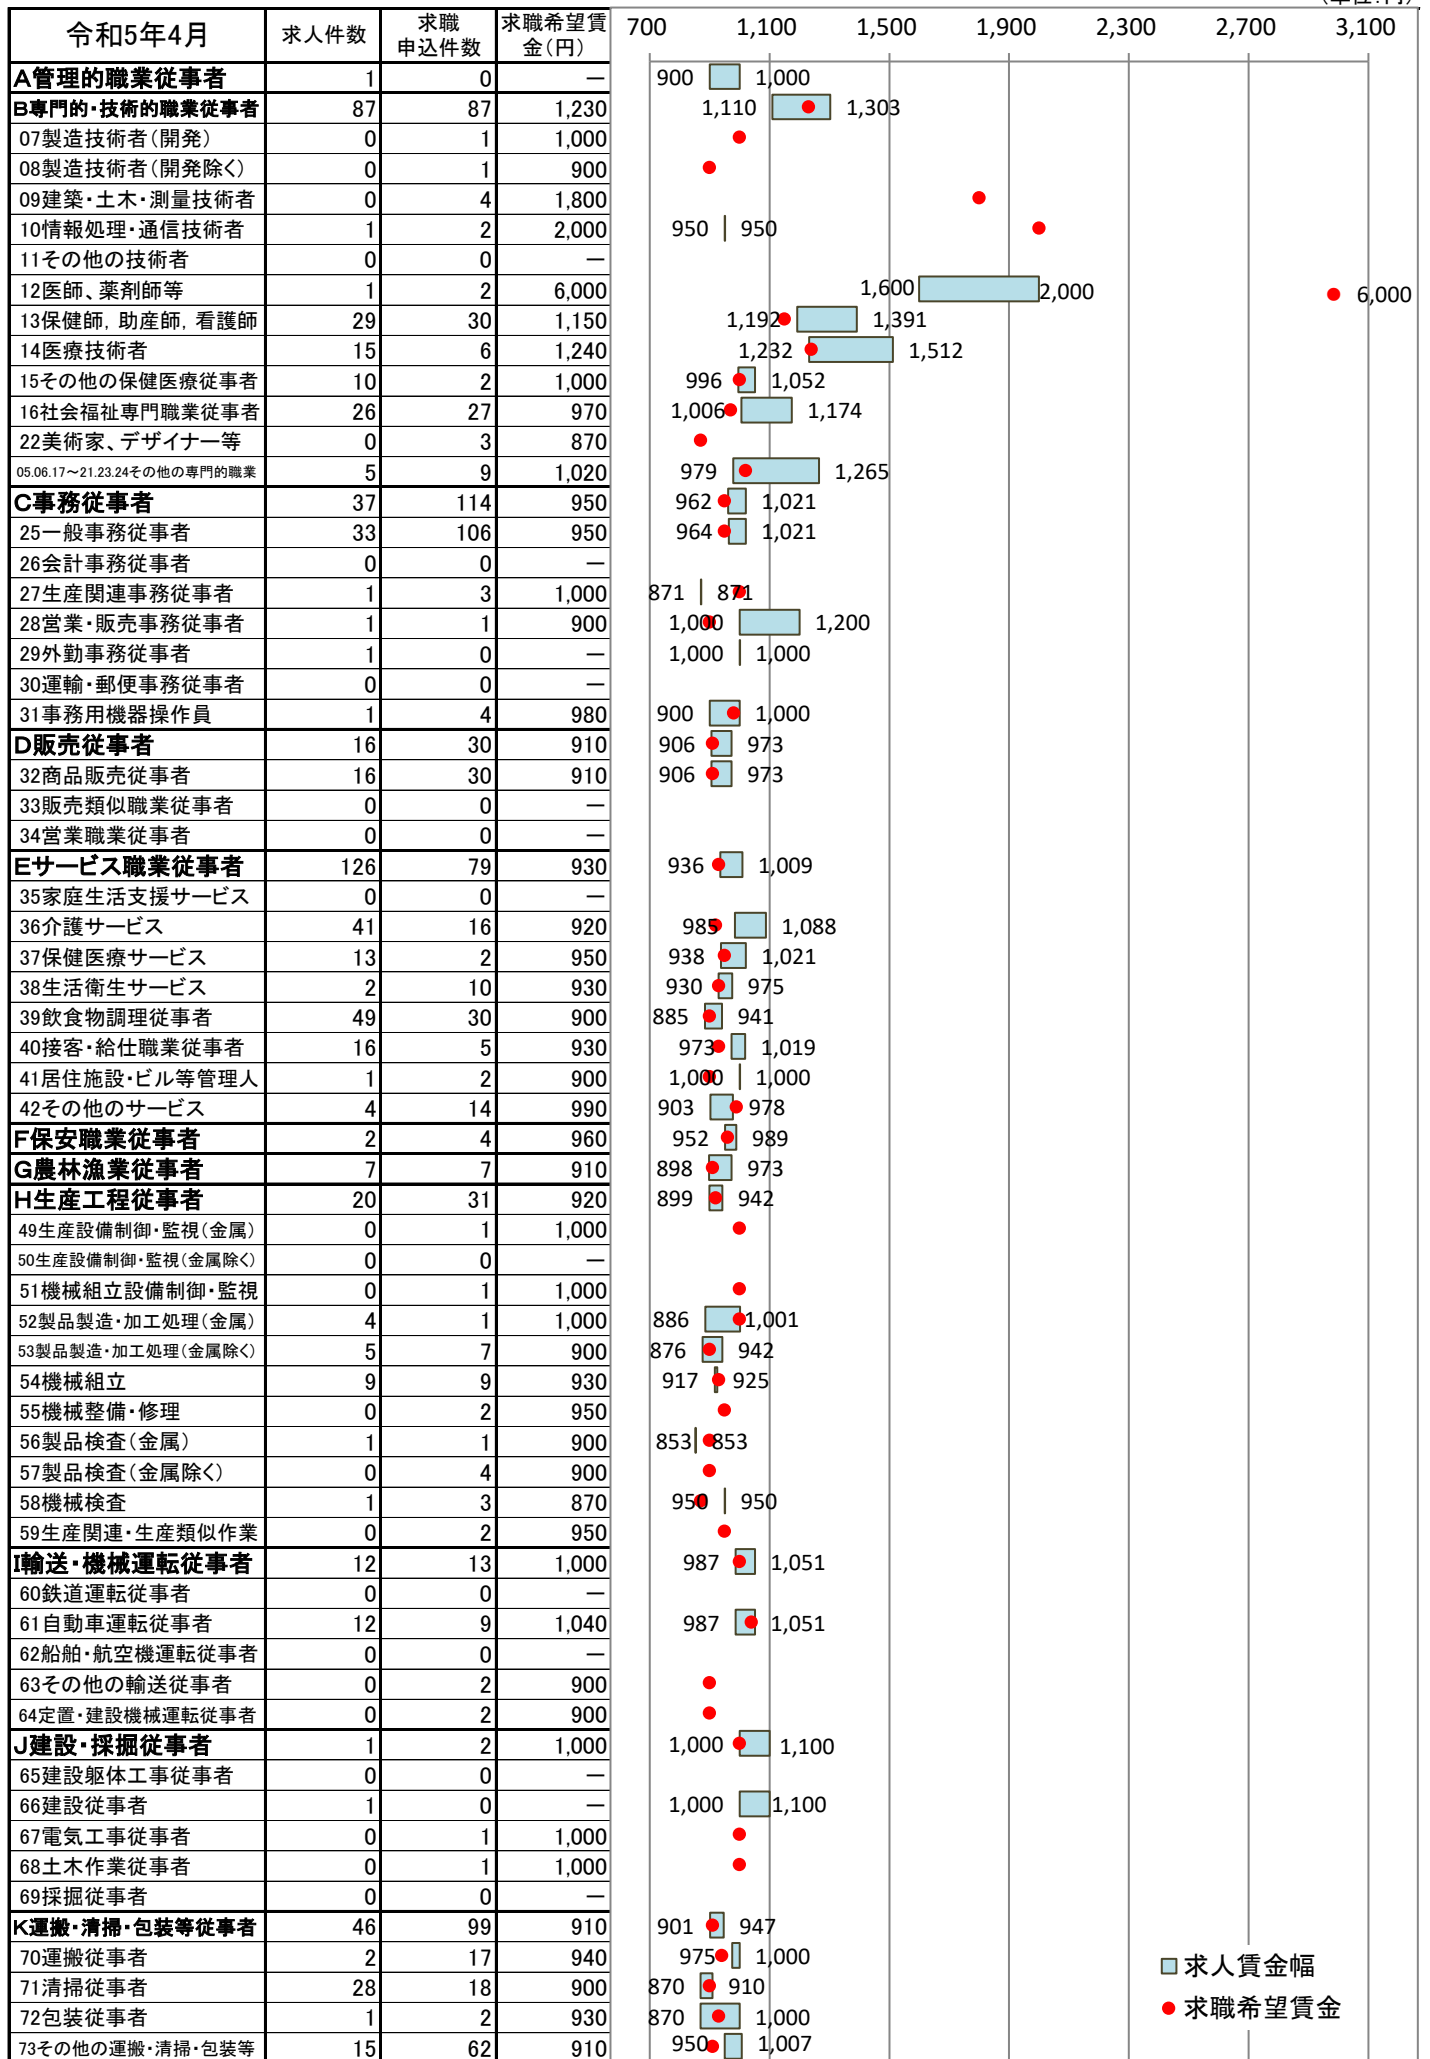 (単位:円)
令和5年4月 求人件数 求職申込件数 求職希望賃金(円) 700 1,100 1,500 1,900 2,300 2,700 3,100
A管理的職業従事者 1 0 － 900 1,000
B専門的・技術的職業従事者 87 87 1,230 1,110 1,303
07製造技術者(開発) 0 1 1,000
08製造技術者(開発除く) 0 1 900
09建築・土木・測量技術者 0 4 1,800
10情報処理・通信技術者 1 2 2,000 950 950
11その他の技術者 0 0 －
12医師、薬剤師等 1 2 6,000 1,600 2,000 6,000
13保健師,助産師,看護師 29 30 1,150 1,192 1,391
14医療技術者 15 6 1,240 1,232 1,512
15その他の保健医療従事者 10 2 1,000 996 1,052
16社会福祉専門職業従事者 26 27 970 1,006 1,174
22美術家、デザイナー等 0 3 870
05.06.17～21.23.24その他の専門的職業 5 9 1,020 979 1,265
C事務従事者 37 114 950 962 1,021
25一般事務従事者 33 106 950 964 1,021
26会計事務従事者 0 0 －
27生産関連事務従事者 1 3 1,000 871 871
28営業・販売事務従事者 1 1 900 1,000 1,200
29外勤事務従事者 1 0 － 1,000 1,000
30運輸・郵便事務従事者 0 0 －
31事務用機器操作員 1 4 980 900 1,000
D販売従事者 16 30 910 906 973
32商品販売従事者 16 30 910 906 973
33販売類似職業従事者 0 0 －
34営業職業従事者 0 0 －
Eサービス職業従事者 126 79 930 936 1,009
35家庭生活支援サービス 0 0 －
36介護サービス 41 16 920 985 1,088
37保健医療サービス 13 2 950 938 1,021
38生活衛生サービス 2 10 930 930 975
39飲食物調理従事者 49 30 900 885 941
40接客・給仕職業従事者 16 5 930 973 1,019
41居住施設・ビル等管理人 1 2 900 1,000 1,000
42その他のサービス 4 14 990 903 978
F保安職業従事者 2 4 960 952 989
G農林漁業従事者 7 7 910 898 973
H生産工程従事者 20 31 920 899 942
49生産設備制御・監視(金属) 0 1 1,000
50生産設備制御・監視(金属除く) 0 0 －
51機械組立設備制御・監視 0 1 1,000
52製品製造・加工処理(金属) 4 1 1,000 886 1,001
53製品製造・加工処理(金属除く) 5 7 900 876 942
54機械組立 9 9 930 917 925
55機械整備・修理 0 2 950
56製品検査(金属) 1 1 900 853 853
57製品検査(金属除く) 0 4 900
58機械検査 1 3 870 950 950
59生産関連・生産類似作業 0 2 950
I輸送・機械運転従事者 12 13 1,000 987 1,051
60鉄道運転従事者 0 0 －
61自動車運転従事者 12 9 1,040 987 1,051
62船舶・航空機運転従事者 0 0 －
63その他の輸送従事者 0 2 900
64定置・建設機械運転従事者 0 2 900
J建設・採掘従事者 1 2 1,000 1,000 1,100
65建設躯体工事従事者 0 0 －
66建設従事者 1 0 － 1,000 1,100
67電気工事従事者 0 1 1,000
68土木作業従事者 0 1 1,000
69採掘従事者 0 0 －
K運搬・清掃・包装等従事者 46 99 910 901 947
70運搬従事者 2 17 940 975 1,000
71清掃従事者 28 18 900 870 910
72包装従事者 1 2 930 870 1,000
73その他の運搬・清掃・包装等 15 62 910 950 1,007
求人賃金幅
求職希望賃金